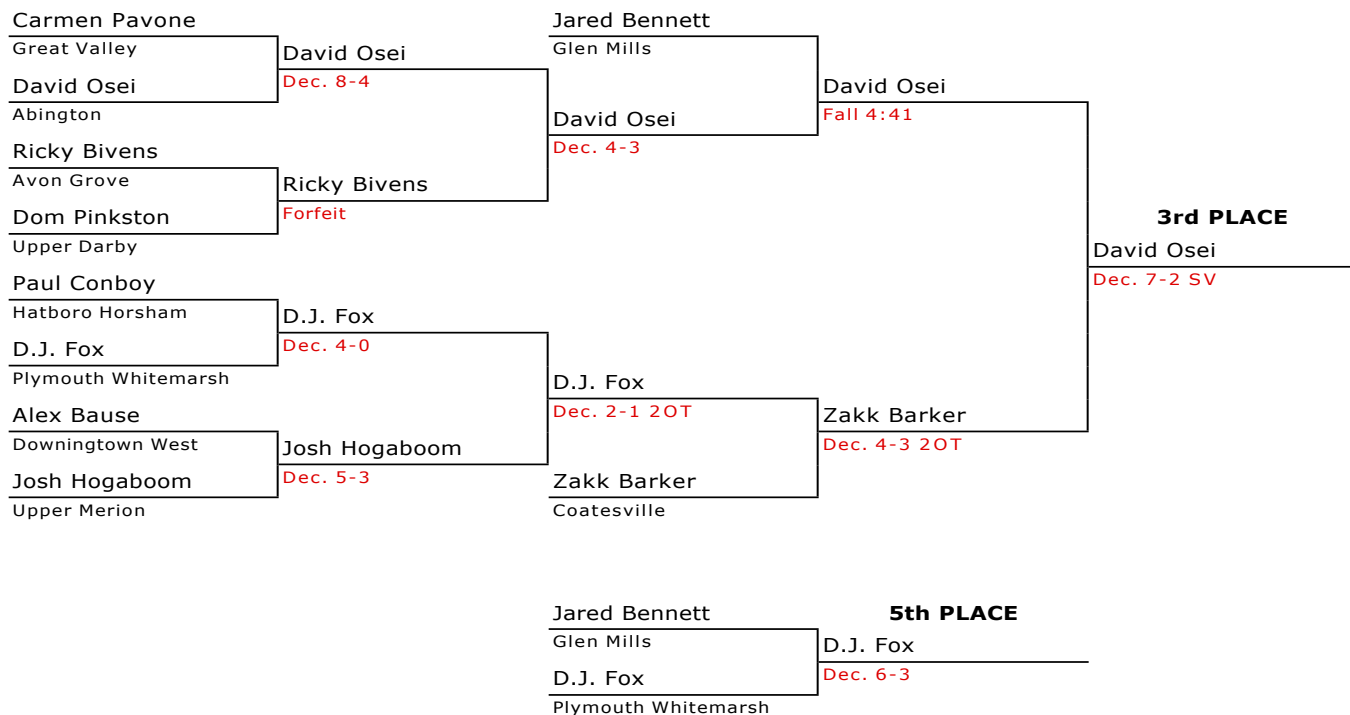 Carmen Pavone
Great Valley
David Osei
Abington
Ricky Bivens
Avon Grove
Dom Pinkston
Upper Darby
Paul Conboy
Hatboro Horsham
D.J. Fox
Plymouth Whitemarsh
Alex Bause
Downingtown West
Josh Hogaboom
Upper Merion
David Osei
Dec. 8-4
Ricky Bivens
Forfeit
D.J. Fox
Dec. 4-0
Josh Hogaboom
Dec. 5-3
Jared Bennett
Glen Mills
David Osei
Dec. 4-3
D.J. Fox
Dec. 2-1 2OT
Zakk Barker
Coatesville
David Osei
Fall 4:41
Zakk Barker
Dec. 4-3 2OT
3rd PLACE
David Osei
Dec. 7-2 SV
Jared Bennett
Glen Mills
D.J. Fox
Plymouth Whitemarsh
5th PLACE
D.J. Fox
Dec. 6-3